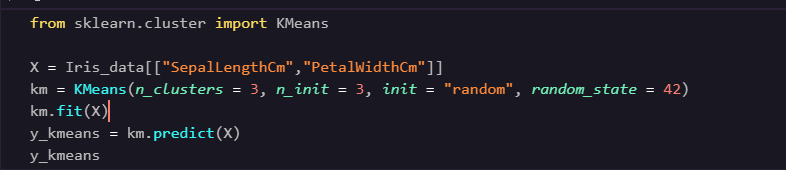 from sklearn.cluster import KMeans
X = Iris_data[["SepalLengthCm","PetalWidthCm"]]
km = KMeans(n_clusters = 3, n_init = 3, init = "random", random_state = 42)
km.fit(X)
y_kmeans = km.predict(X)
y_kmeans